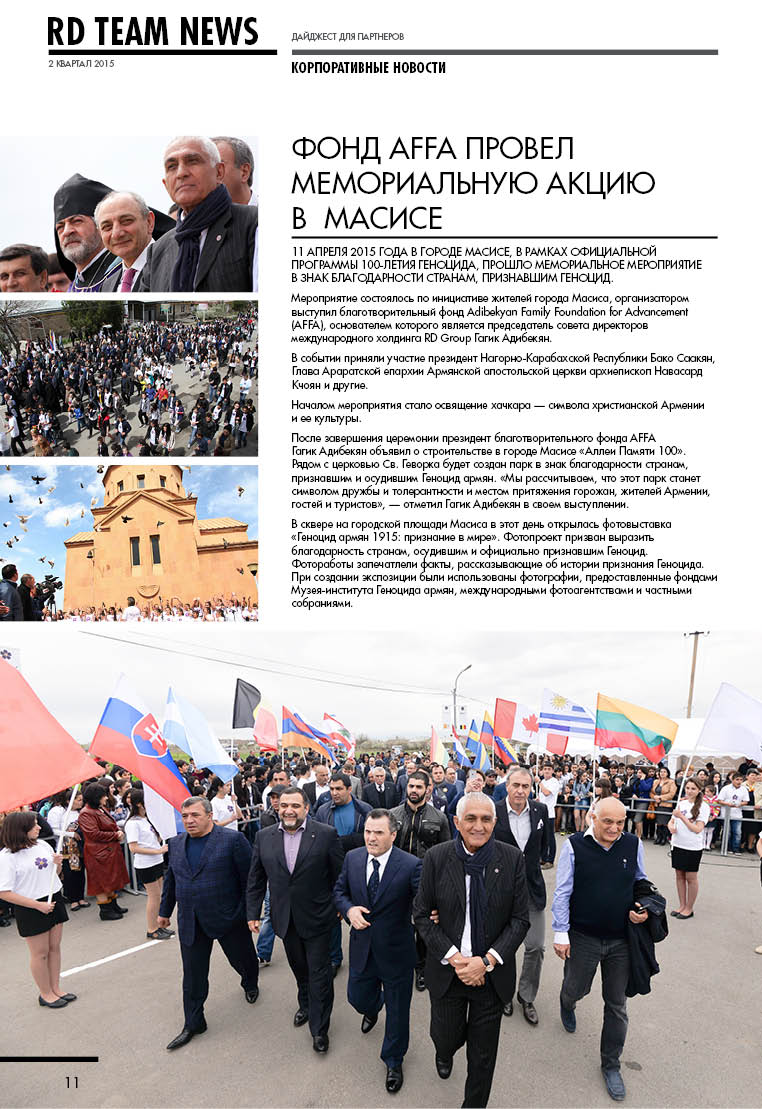 RD TEAM NEWS
ДАЙДЖЕСТ ДЛЯ ПАРТНЕРОВ
2 КВАРТАЛ 2015
КОРПОРАТИВНЫЕ НОВОСТИ
ФОНД AFFA ПРОВЕЛ
МЕМОРИАЛЬНУЮ АКЦИЮ
В МАСИСЕ
11 АПРЕЛЯ 2015 ГОДА В ГОРОДЕ МАСИСЕ, В РАМКАХ ОФИЦИАЛЬНОЙ
ПРОГРАММЫ 100-ЛЕТИЯ ГЕНОЦИДА, ПРОШЛО МЕМОРИАЛЬНОЕ МЕРОПРИЯТИЕ
В ЗНАК БЛАГОДАРНОСТИ СТРАНАМ, ПРИЗНАВШИМ ГЕНОЦИД.
Мероприятие состоялось по инициативе жителей города Масиса, организатором
выступил благотворительный фонд Adibekyan Family Foundation for Advancement
(AFFA), основателем которого является председатель совета директоров
международного холдинга RD Group Гагик Адибекян.
В событии приняли участие президент Нагорно-Карабахской Республики Бако Саакян,
Глава Араратской епархии Армянской апостольской церкви архиепископ Навасард
Кчоян и другие.
Началом мероприятия стало освящение хачкара — символа христианской Армении
и ее культуры.
После завершения церемонии президент благотворительного фонда AFFA
Гагик Адибекян объявил о строительстве в городе Масисе «Аллеи Памяти 100».
Рядом с церковью Св. Геворка будет создан парк в знак благодарности странам,
признавшим и осудившим Геноцид армян. «Мы рассчитываем, что этот парк станет
символом дружбы и толерантности и местом притяжения горожан, жителей Армении,
гостей и туристов», — отметил Гагик Адибекян в своем выступлении.
В сквере на городской площади Масиса в этот день открылась фотовыставка
«Геноцид армян 1915: признание в мире». Фотопроект призван выразить
благодарность странам, осудившим и официально признавшим Геноцид.
Фотоработы запечатлели факты, рассказывающие об истории признания Геноцида.
При создании экспозиции были использованы фотографии, предоставленные фондами
Музея-института Геноцида армян, международными фотоагентствами и частными
собраниями.
11